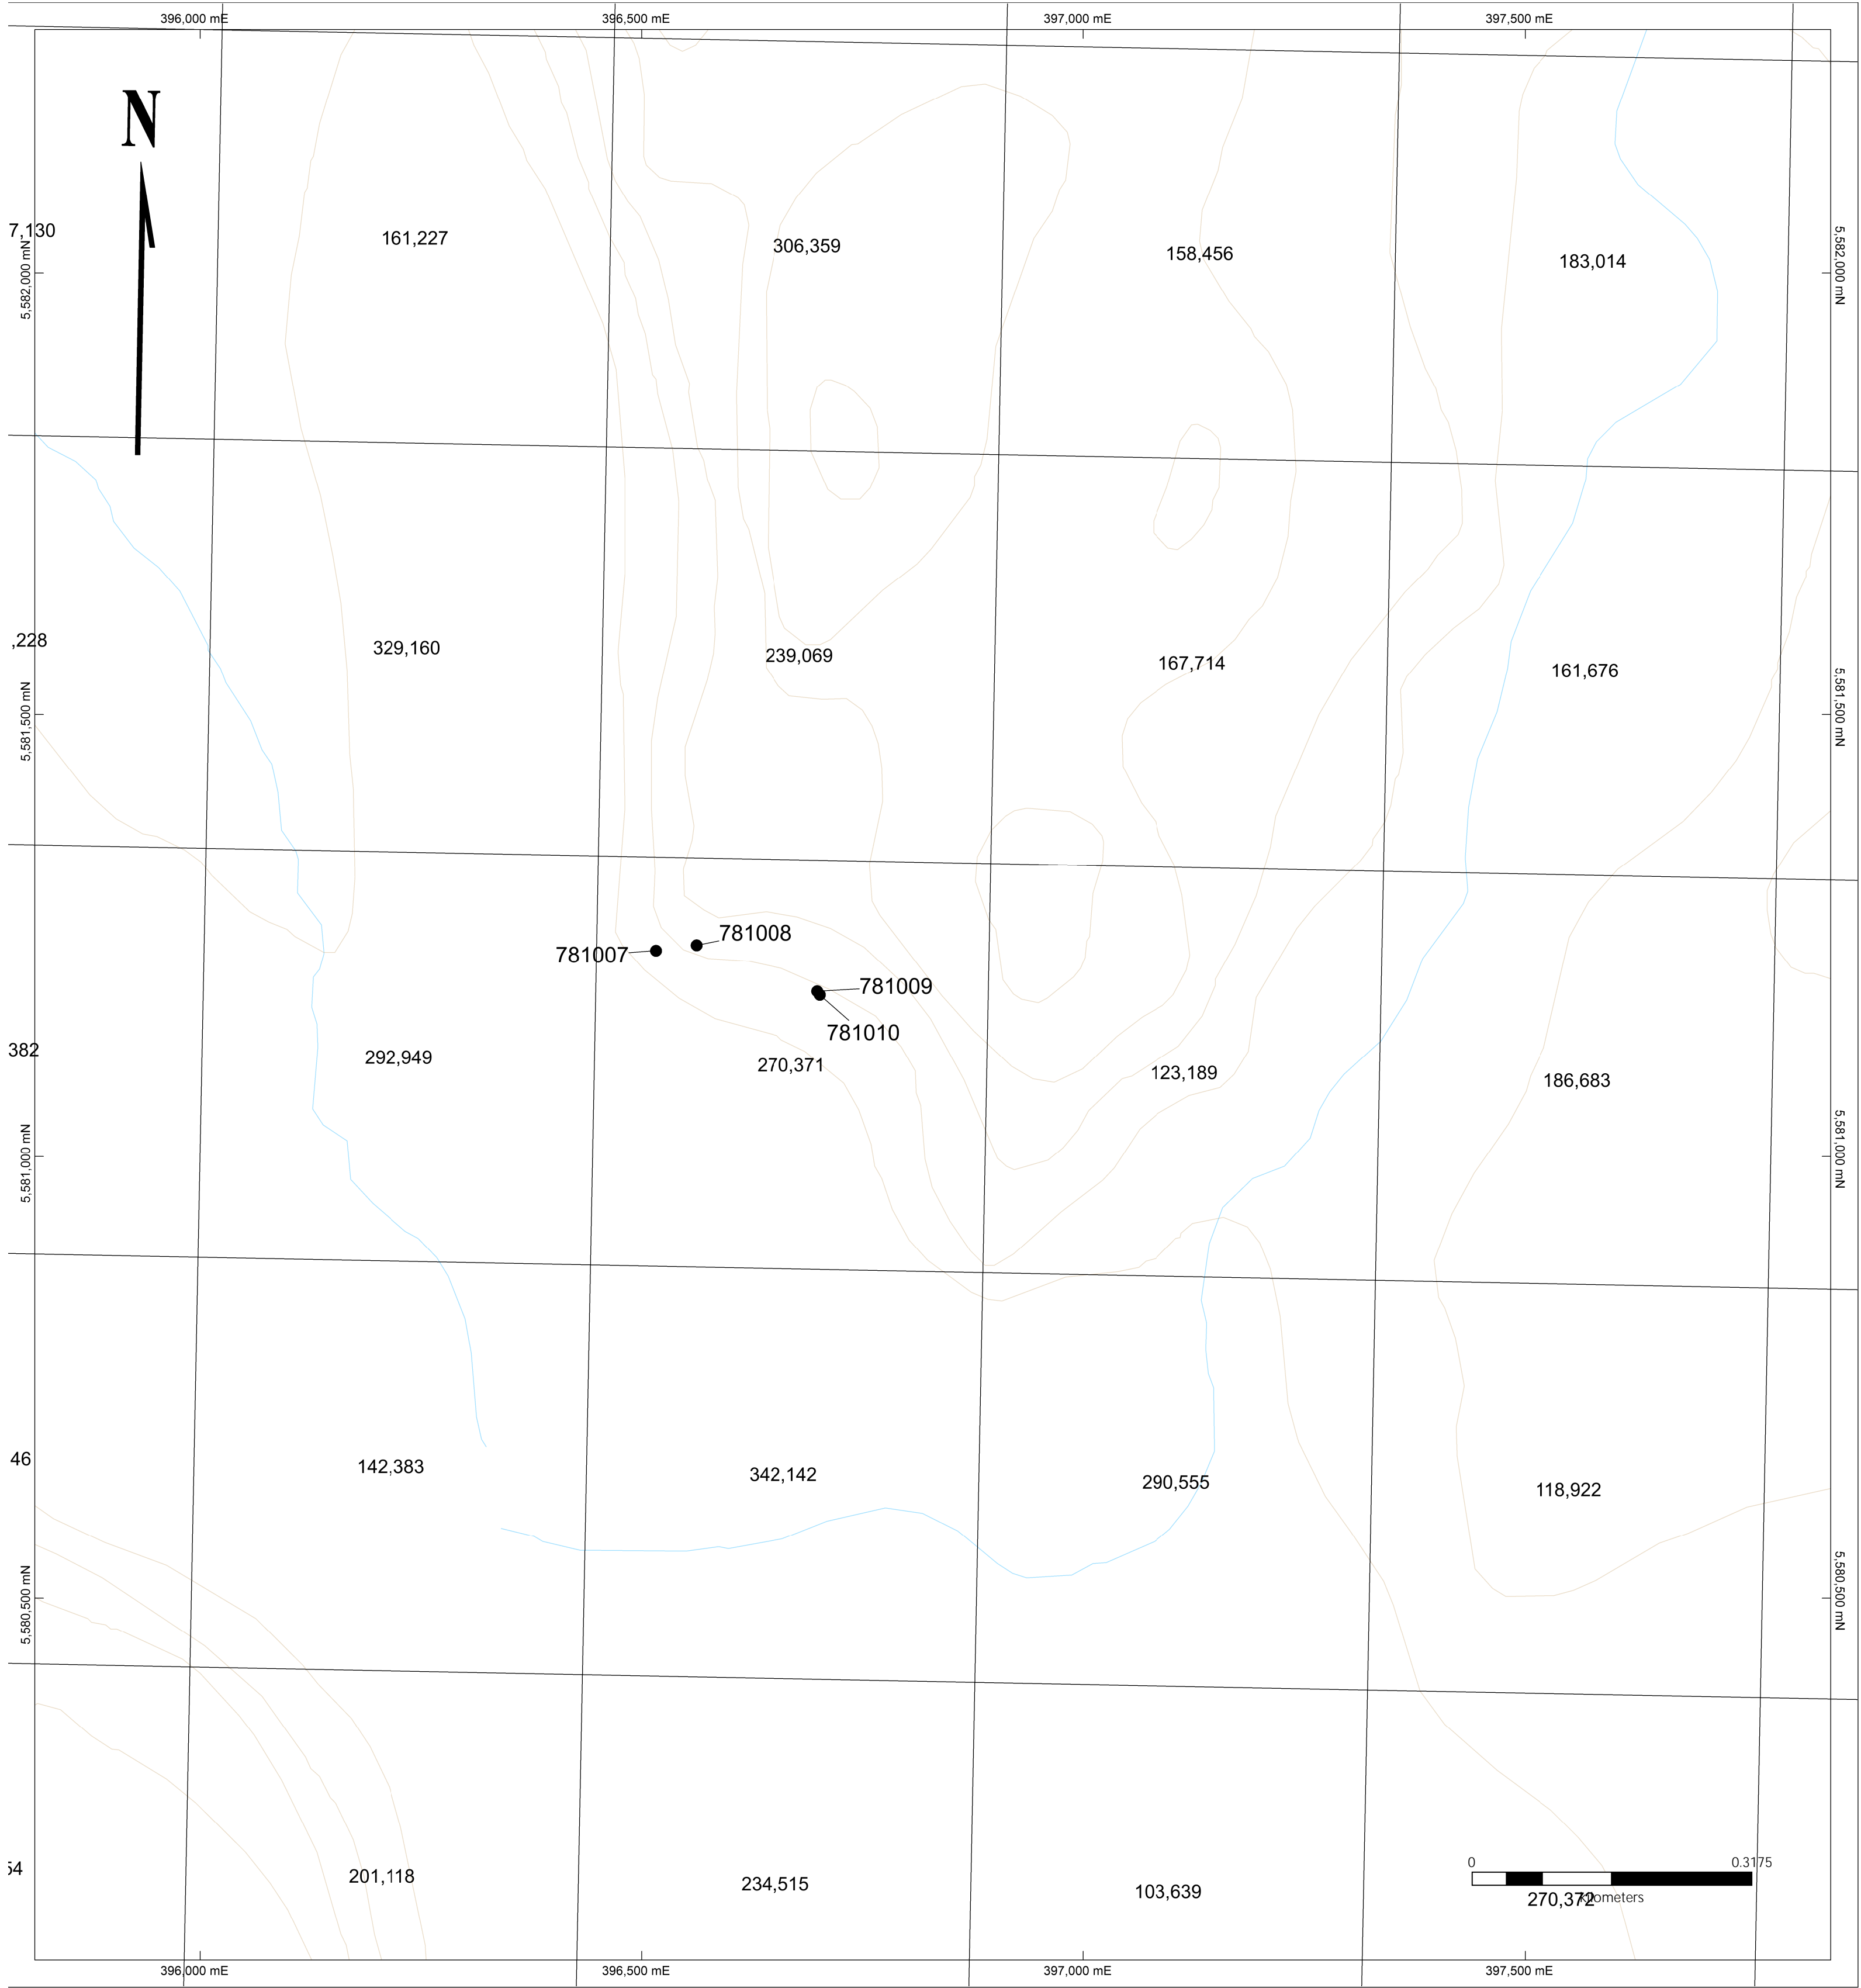 396,000 mE 396,500 mE 397,000 mE 397,500 mE
N
7,130 161,227 306,359 158,456 183,014
5,582,000 mN 5,582,000 mN
,228 329,160 239,069 167,714 161,676
5,581,500 mN 5,581,500 mN
781008
781007
781009
781010
382 292,949 270,371 123,189 186,683
5,581,000 mN 5,581,000 mN
46 142,383 342,142 290,555 118,922
5,580,500 mN 5,580,500 mN
0 0.3175
54 201,118 234,515 103,639 270,372
Kilometers
396,000 mE 396,500 mE 397,000 mE 397,500 mE